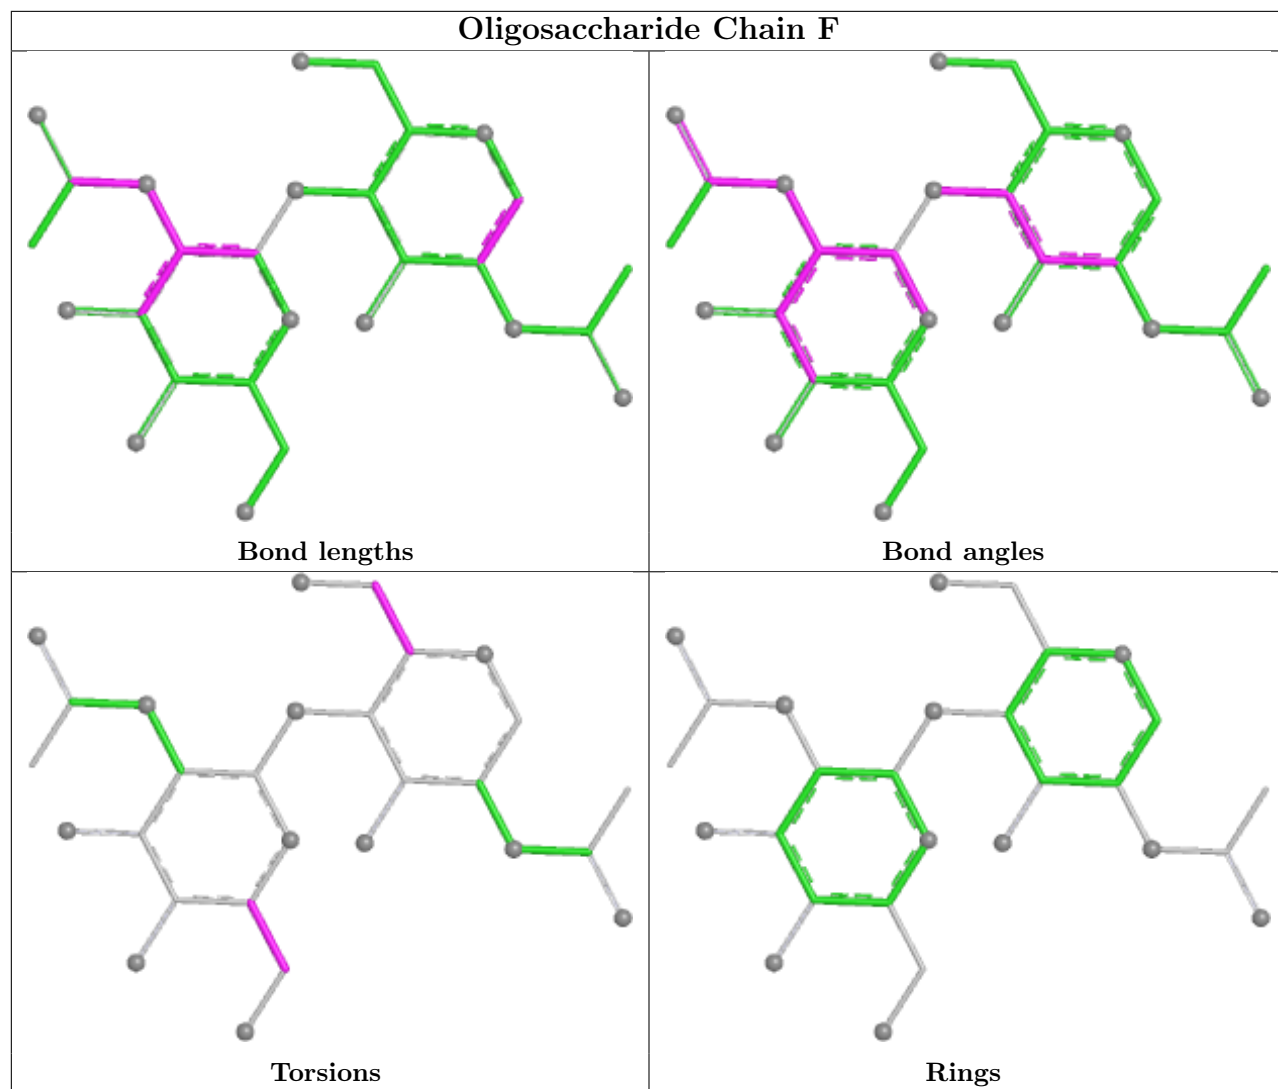 Oligosaccharide Chain F
Bond lengths
Bond angles
Torsions
Rings